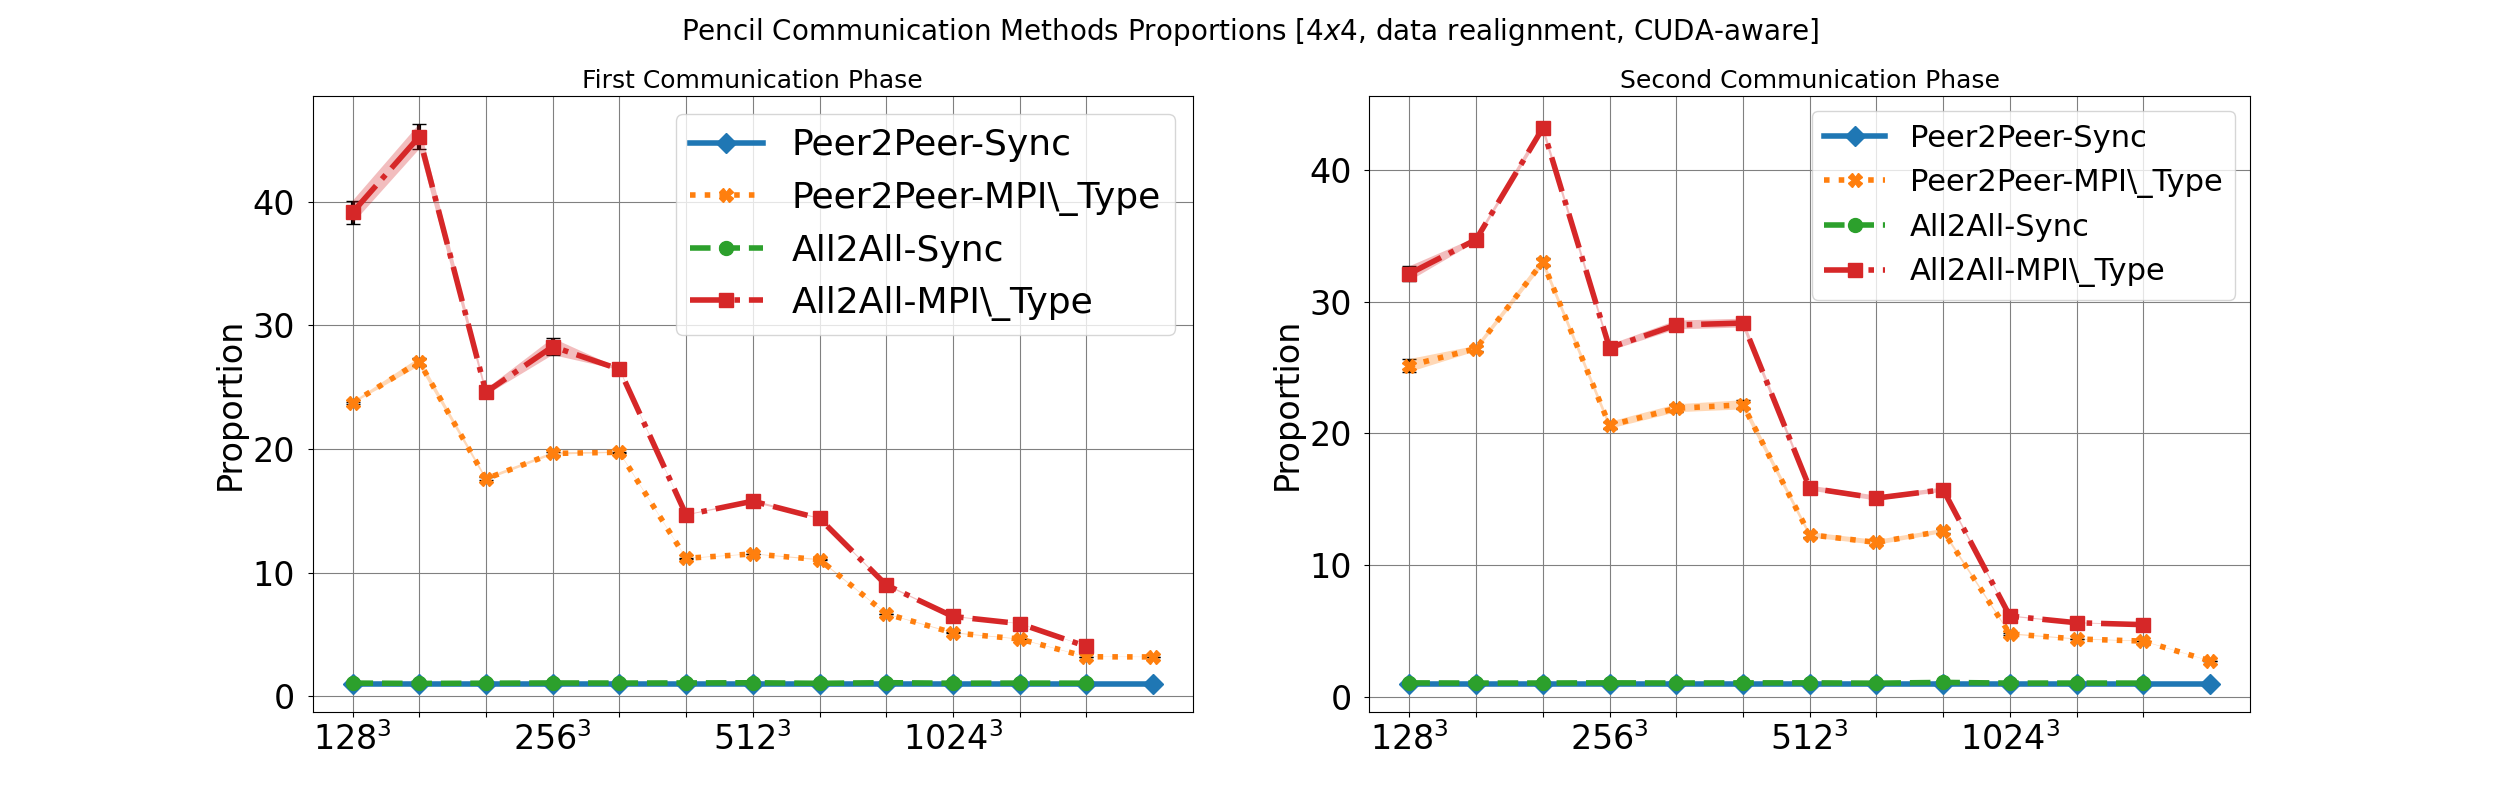 Pencil Communication Methods Proportions [4x4, data realignment, CUDA-aware]
First Communication Phase
Proportion
40
30
20
10
0
128³
256³
512³
1024³
Peer2Peer-Sync
Peer2Peer-MPI\_Type
All2All-Sync
All2All-MPI\_Type
Second Communication Phase
Proportion
40
30
20
10
0
128³
256³
512³
1024³
Peer2Peer-Sync
Peer2Peer-MPI\_Type
All2All-Sync
All2All-MPI\_Type